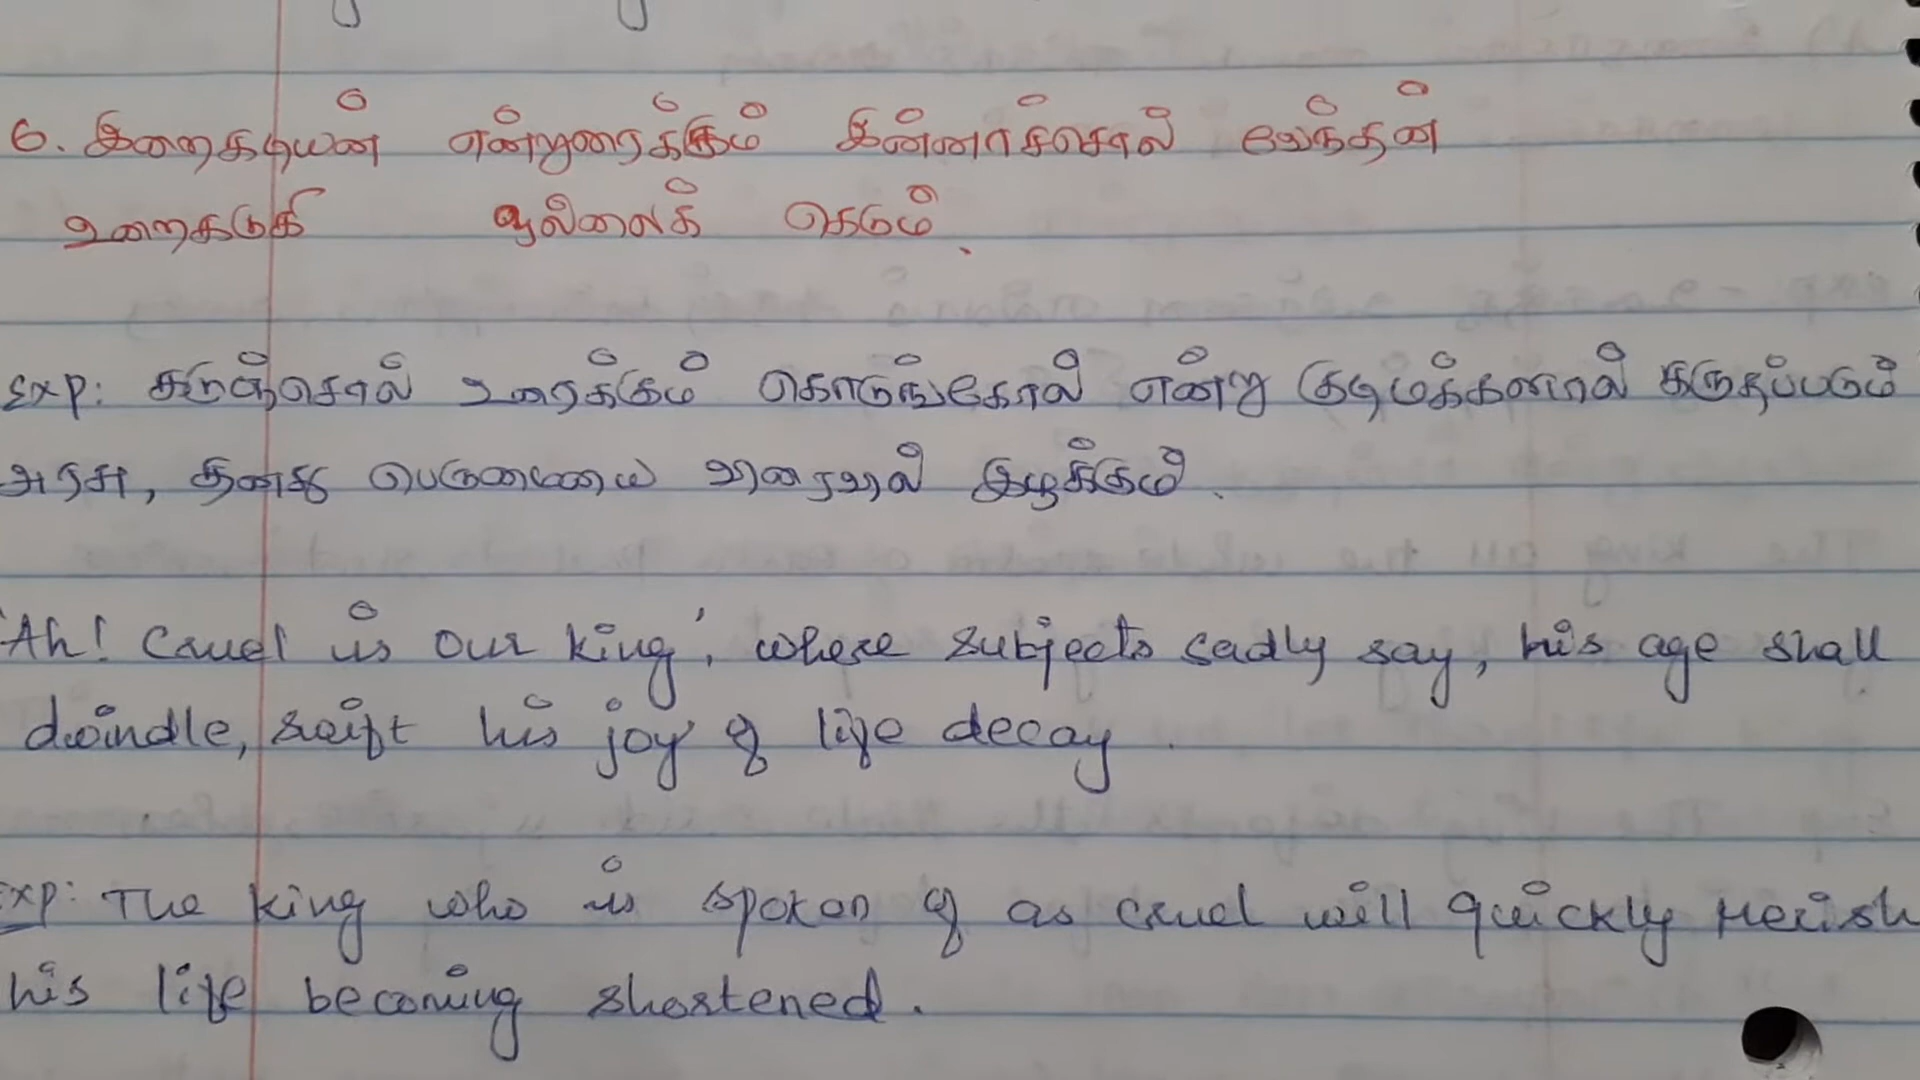 6. இறைகடியன் என்றுரைக்கும் இன்னாச்சொல் வேந்தன்
உறைகடுகி ஒல்லைக் கெடும்.
Exp: கடுஞ்சொல் உரைக்கும் கொடுங்கோல் என்று குடிமக்களால் கருதப்படும்
அரசு, தனது பெருமையை விரைவில் இழக்கும்.
'Ah! Cruel is our king', where subjects sadly say, his age shall
dwindle, swift his joy of life decay.
Exp: The king who is spoken of as cruel will quickly
his life becoming shortened.